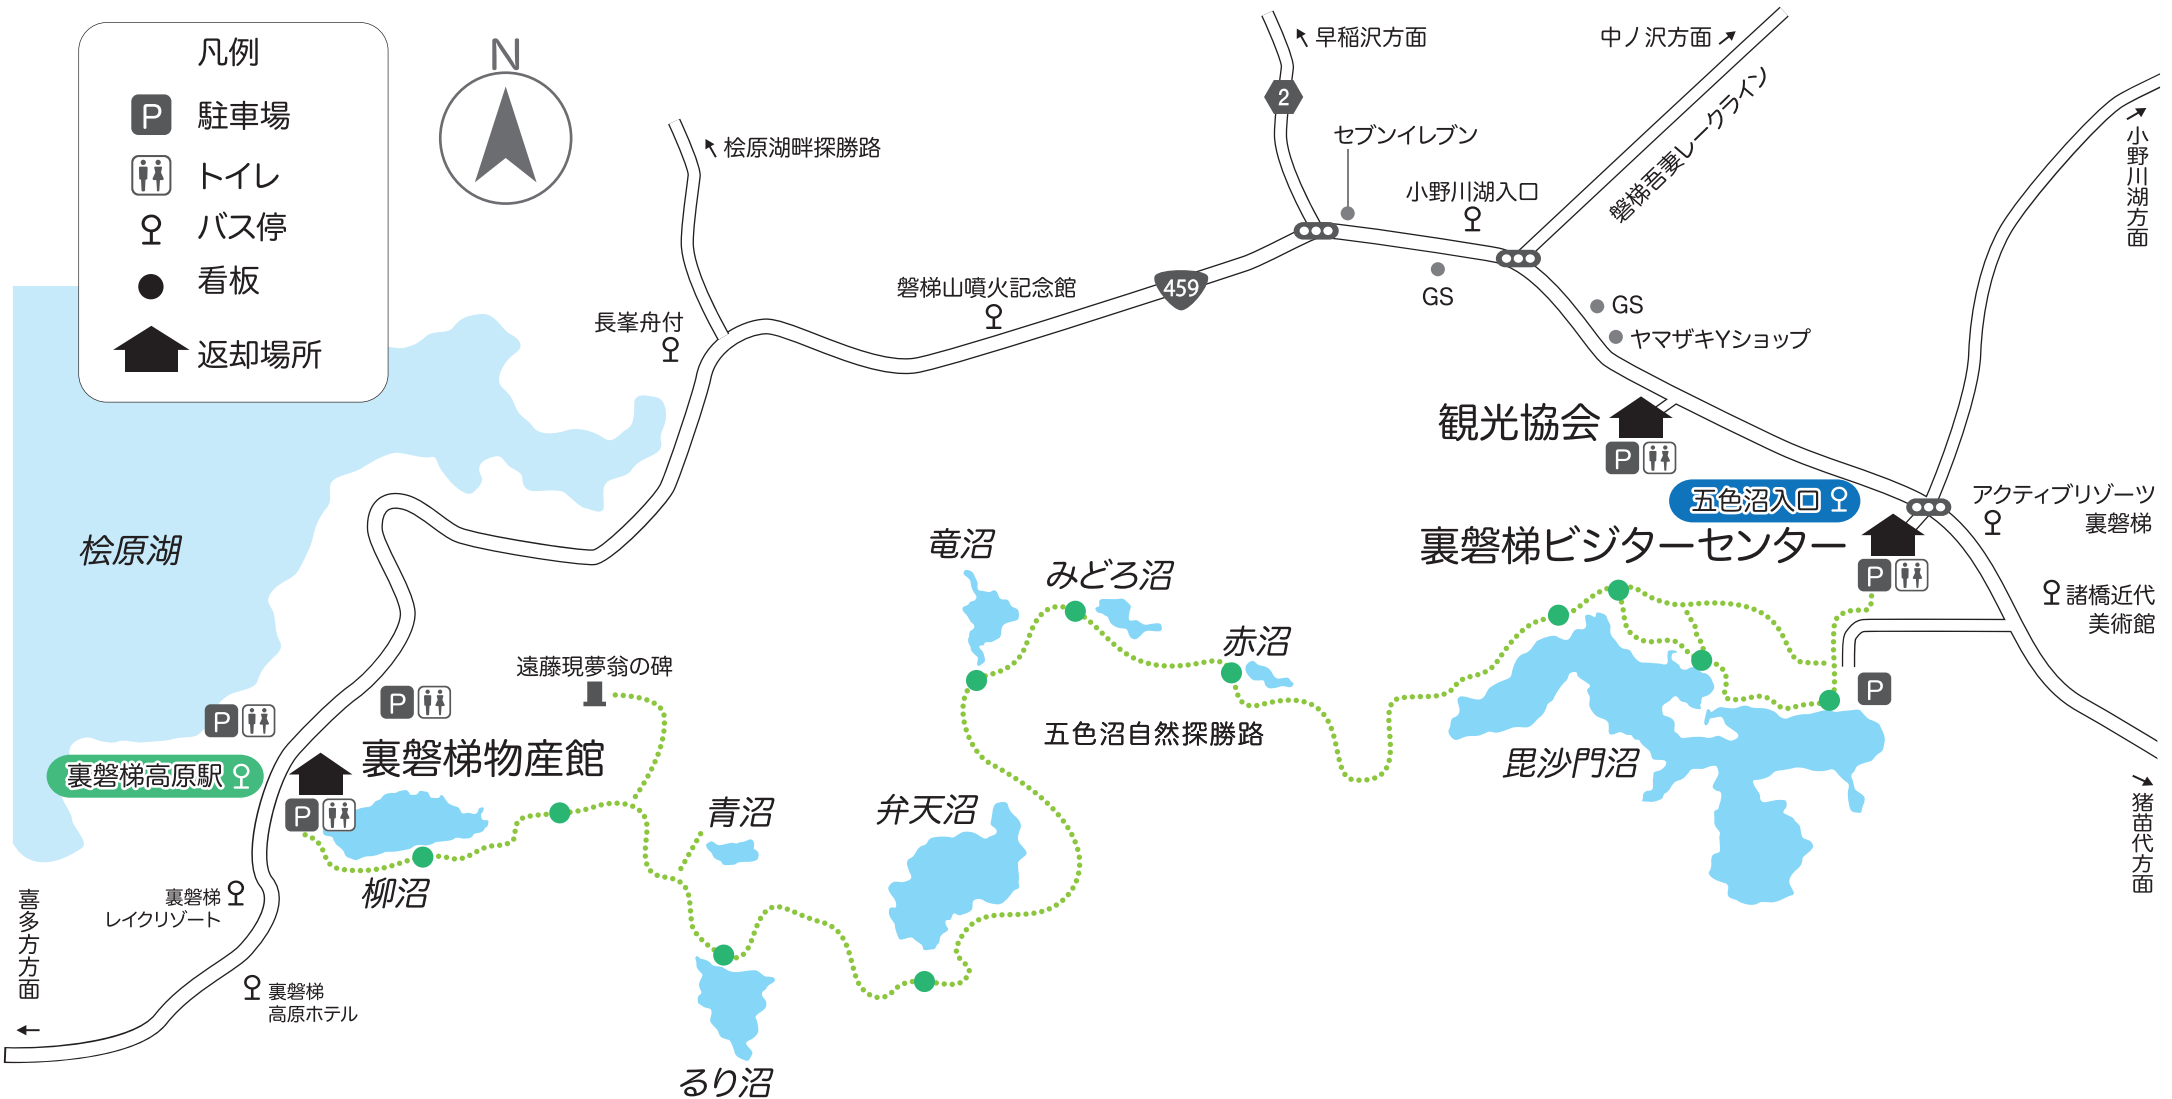 凡例
P 駐車場
トイレ
バス停
看板
返却場所
N
桧原湖畔探勝路
早稲沢方面
中ノ沢方面
2
磐梯吾妻レークライン
セブンイレブン
小野川湖入口
小野川湖方面
磐梯山噴火記念館
459
GS
GS
ヤマザキYショップ
長峯舟付
観光協会
P
五色沼入口
アクティブリゾーツ
裏磐梯
裏磐梯ビジターセンター
P
諸橋近代
美術館
P
猪苗代方面
桧原湖
竜沼
みどろ沼
赤沼
五色沼自然探勝路
毘沙門沼
遠藤現夢翁の碑
P
P
裏磐梯高原駅
裏磐梯物産館
P
柳沼
青沼
弁天沼
るり沼
裏磐梯
レイクリゾート
喜多方方面
裏磐梯
高原ホテル